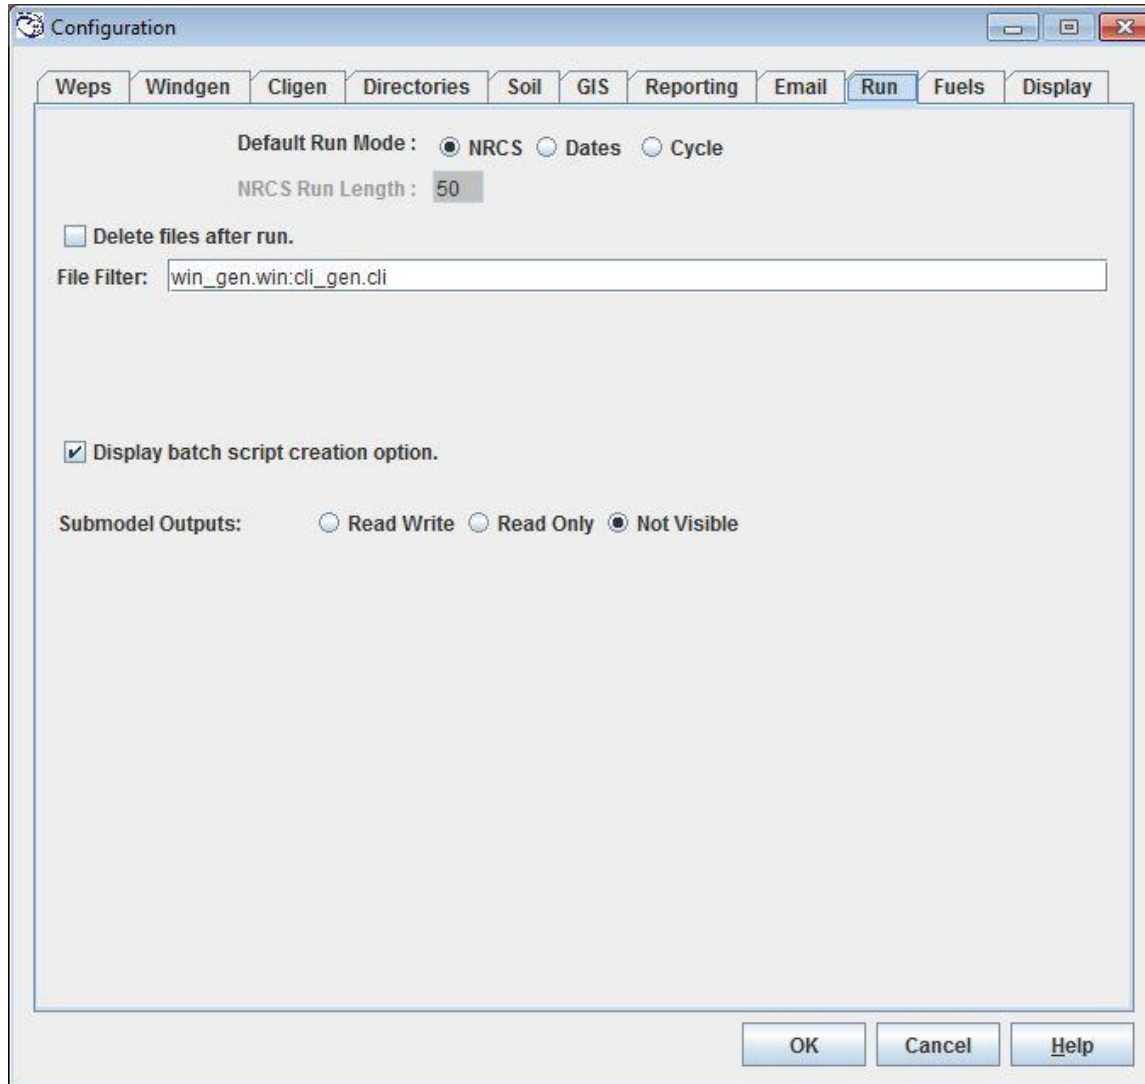 Configuration
Weps Windgen Cligen Directories Soil GIS Reporting Email Run Fuels Display
Default Run Mode : NRCS Dates Cycle
NRCS Run Length : 50
Delete files after run.
File Filter: win_gen.win:cli_gen.cli
Display batch script creation option.
Submodel Outputs: Read Write Read Only Not Visible
OK Cancel Help